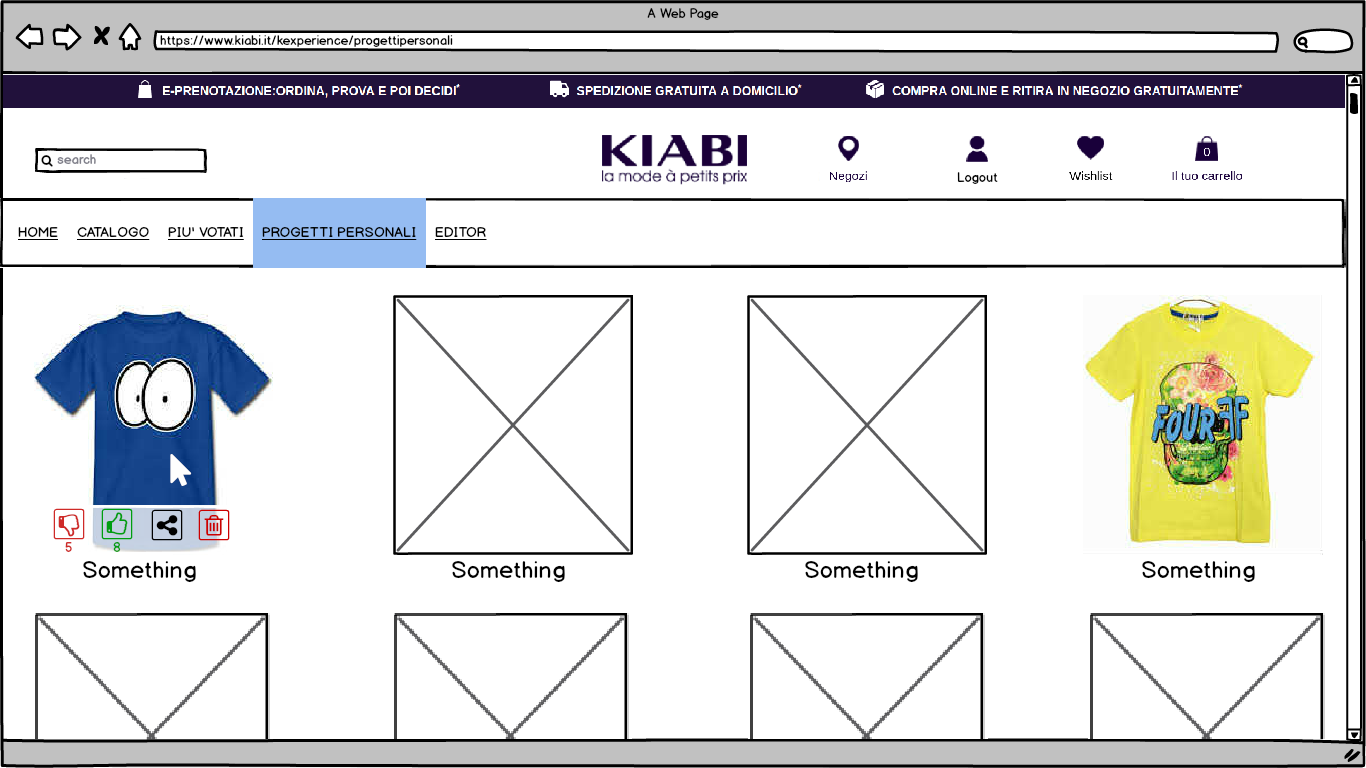 A Web Page
https://www.kiabi.it/kexperience/progettipersonali
E-PRENOTAZIONE:ORDINA, PROVA E POI DECIDI*
SPEDIZIONE GRATUITA A DOMICILIO*
COMPRA ONLINE E RITIRA IN NEGOZIO GRATUITAMENTE*
search
KIABI
la mode à petits prix
Negozi
Logout
Wishlist
0
Il tuo carrello
HOME
CATALOGO
PIU' VOTATI
PROGETTI PERSONALI
EDITOR
FOUR
5
8
Something
Something
Something
Something